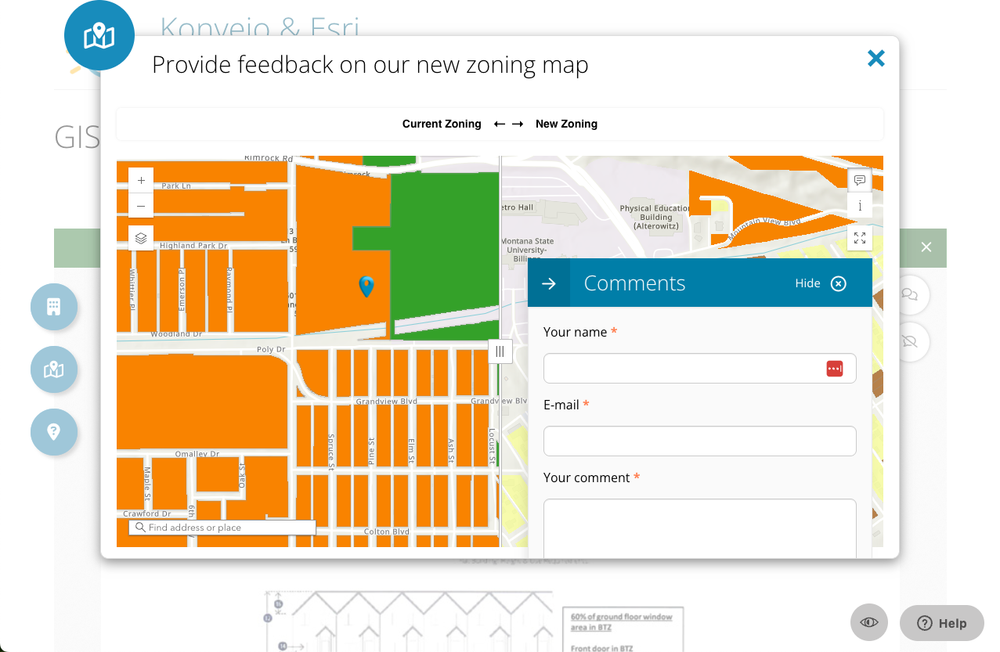 Konveio & Esri
Provide feedback on our new zoning map
Current Zoning ← → New Zoning
GIS
Rimrock Rd
Rimrock
Park Ln
Highland Park Dr
Whittier Pl
Emerson Pl
Raymond Pl
Woodland Dr
Poly Dr
Grandview Blvd
Grandview Blv
Spruce St
Pine St
Elm St
Ash St
Locust St
Omalley Dr
Maple St
Oak St
6th
Crawford Dr
Colton Blvd
Find address or place
etro Hall
Physical Education
Building
(Alterowitz)
Mountain View Blvd
Montana State
University-
Billings
Comments
Hide
Your name *
E-mail *
Your comment *
60% of ground floor window
area in BTZ
Front door in BTZ
Help